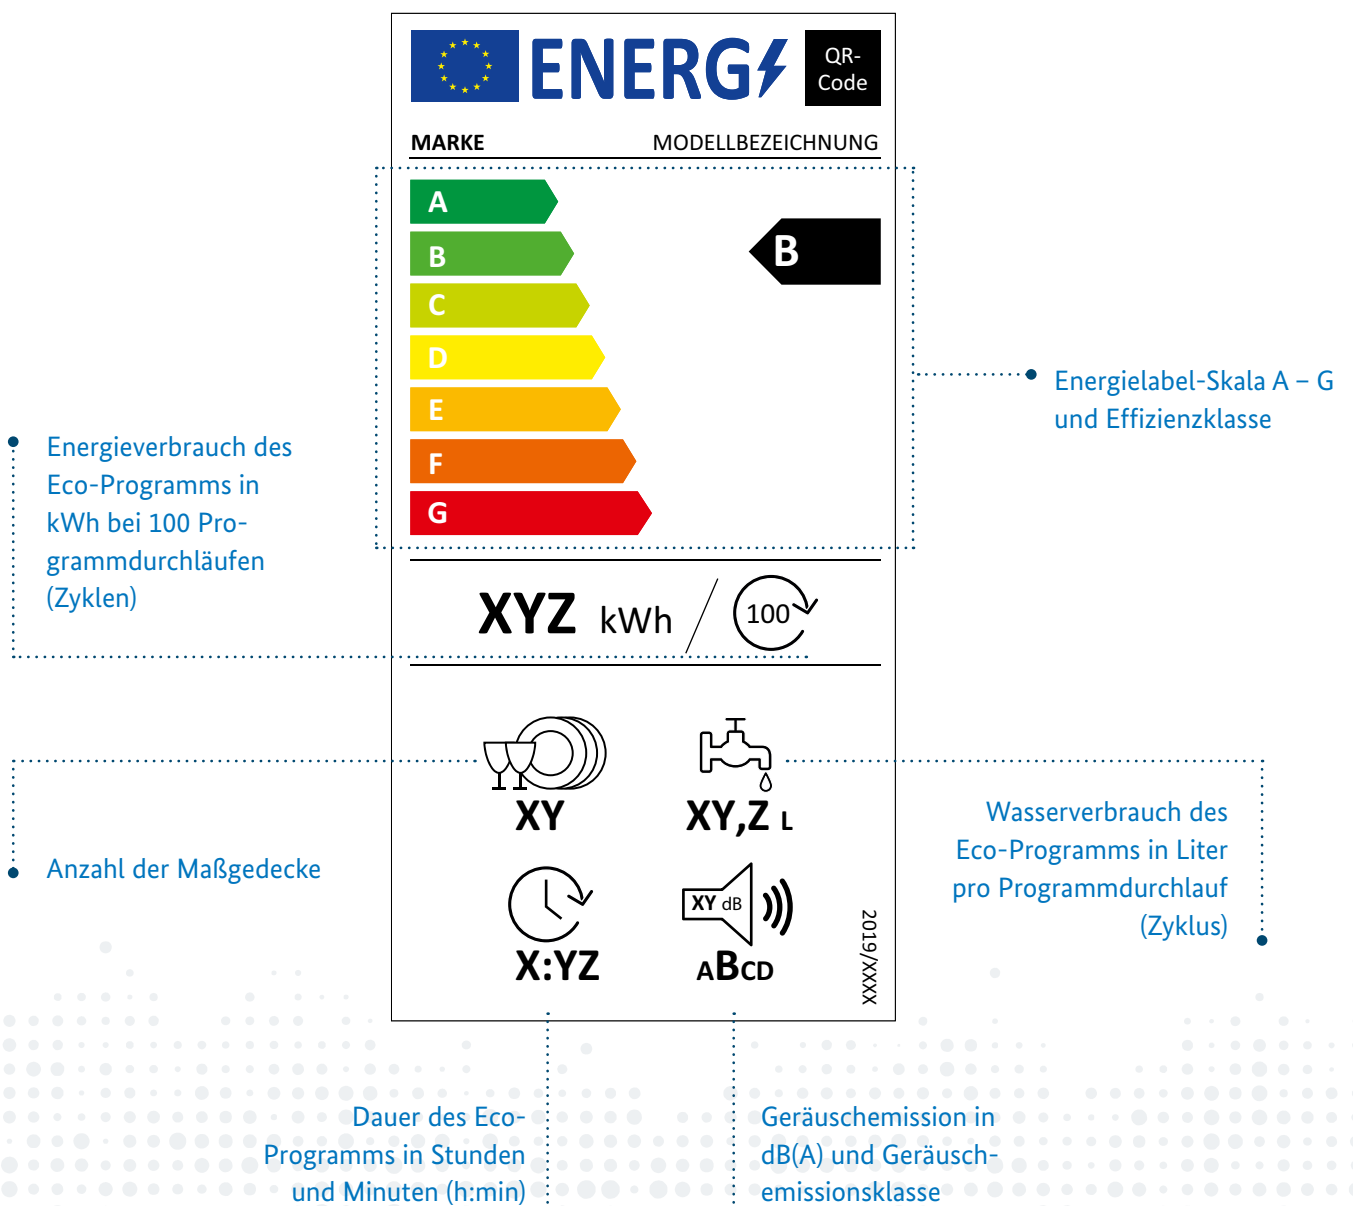 ENERG
QR-
Code
MARKE MODELLBEZEICHNUNG
A
B
B
C
D
E
F
G
Energielabel-Skala A – G
und Effizienzklasse
Energieverbrauch des
Eco-Programms in
kWh bei 100 Pro-
grammdurchläufen
(Zyklen)
XYZ kWh / 100
XY
XY,Z L
Anzahl der Maßgedecke
Wasserverbrauch des
Eco-Programms in Liter
pro Programmdurchlauf
(Zyklus)
XY dB
X:YZ
ABCD
2019/XXXX
Dauer des Eco-
Programms in Stunden
und Minuten (h:min)
Geräuschemission in
dB(A) und Geräusch-
emissionsklasse